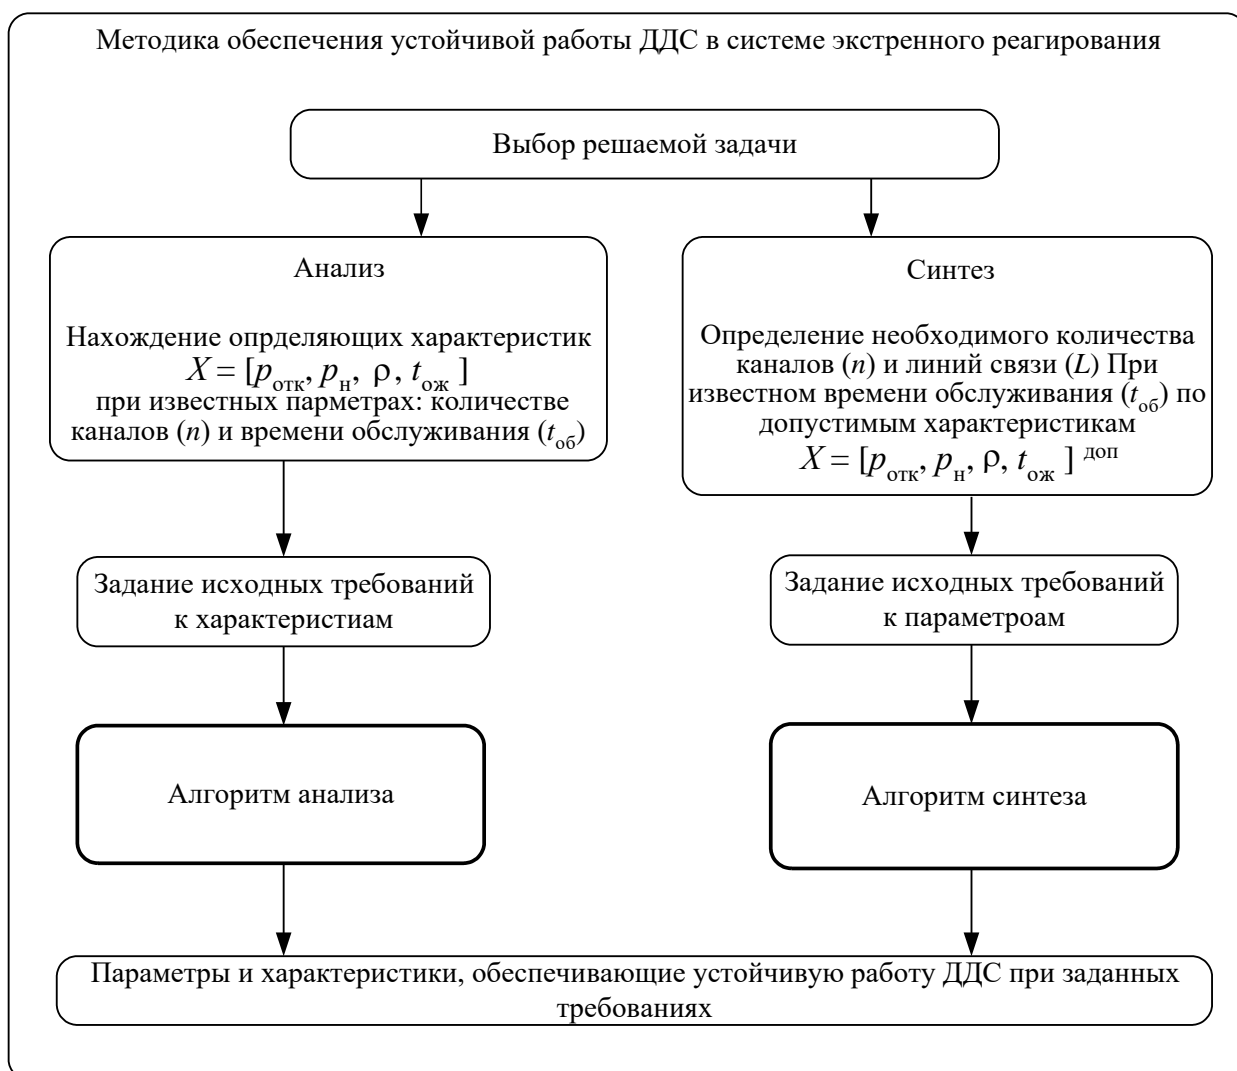 Методика обеспечения устойчивой работы ДДС в системе экстренного реагирования
Выбор решаемой задачи
Анализ
Нахождение опрделяющих характеристик
X = [pотк, pн, ρ, tож ]
при известных парметрах: количестве
каналов (n) и времени обслуживания (tоб)
Синтез
Определение необходимого количества
каналов (n) и линий связи (L) При
известном времени обслуживания (tоб) по
допустимым характеристикам
X = [pотк, pн, ρ, tож ] доп
Задание исходных требований
к характеристиам
Задание исходных требований
к параметроам
Алгоритм анализа
Алгоритм синтеза
Параметры и характеристики, обеспечивающие устойчивую работу ДДС при заданных
требованиях